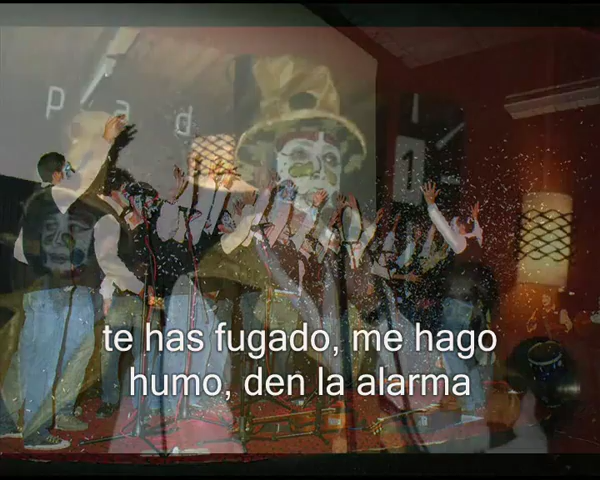 p a d
te has fugado, me hago
humo, den la alarma